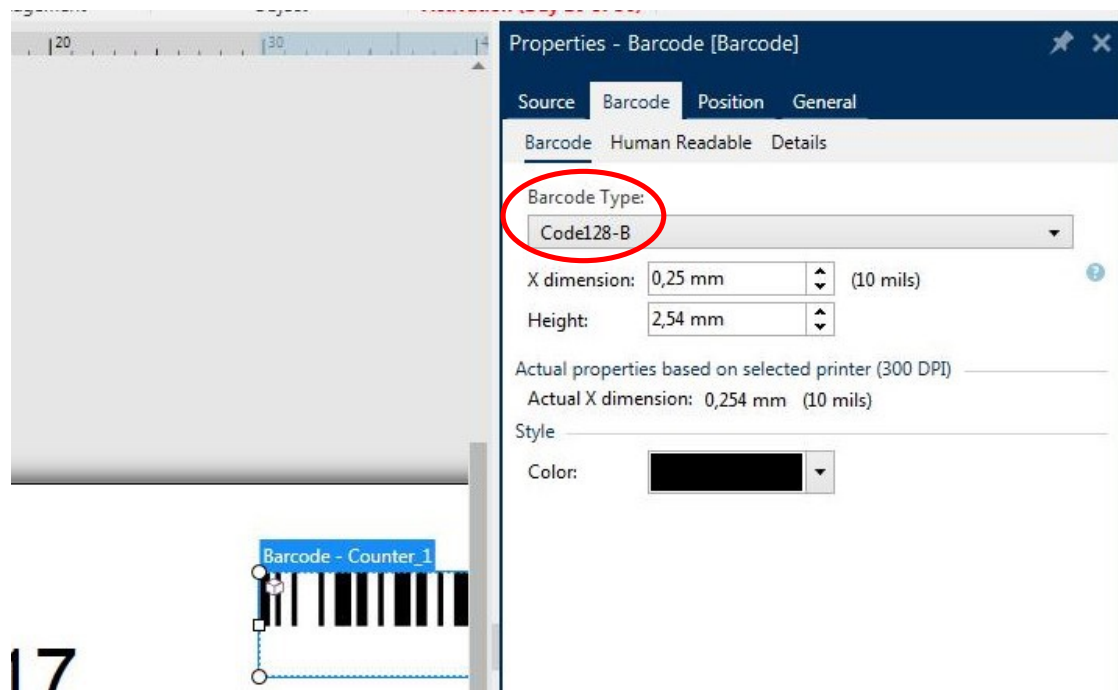 20
30
Properties - Barcode [Barcode]
Source Barcode Position General
Barcode Human Readable Details
Barcode Type:
Code128-B
X dimension: 0,25 mm (10 mils)
Height: 2,54 mm
Actual properties based on selected printer (300 DPI)
Actual X dimension: 0,254 mm (10 mils)
Style
Color:
Barcode - Counter_1
17